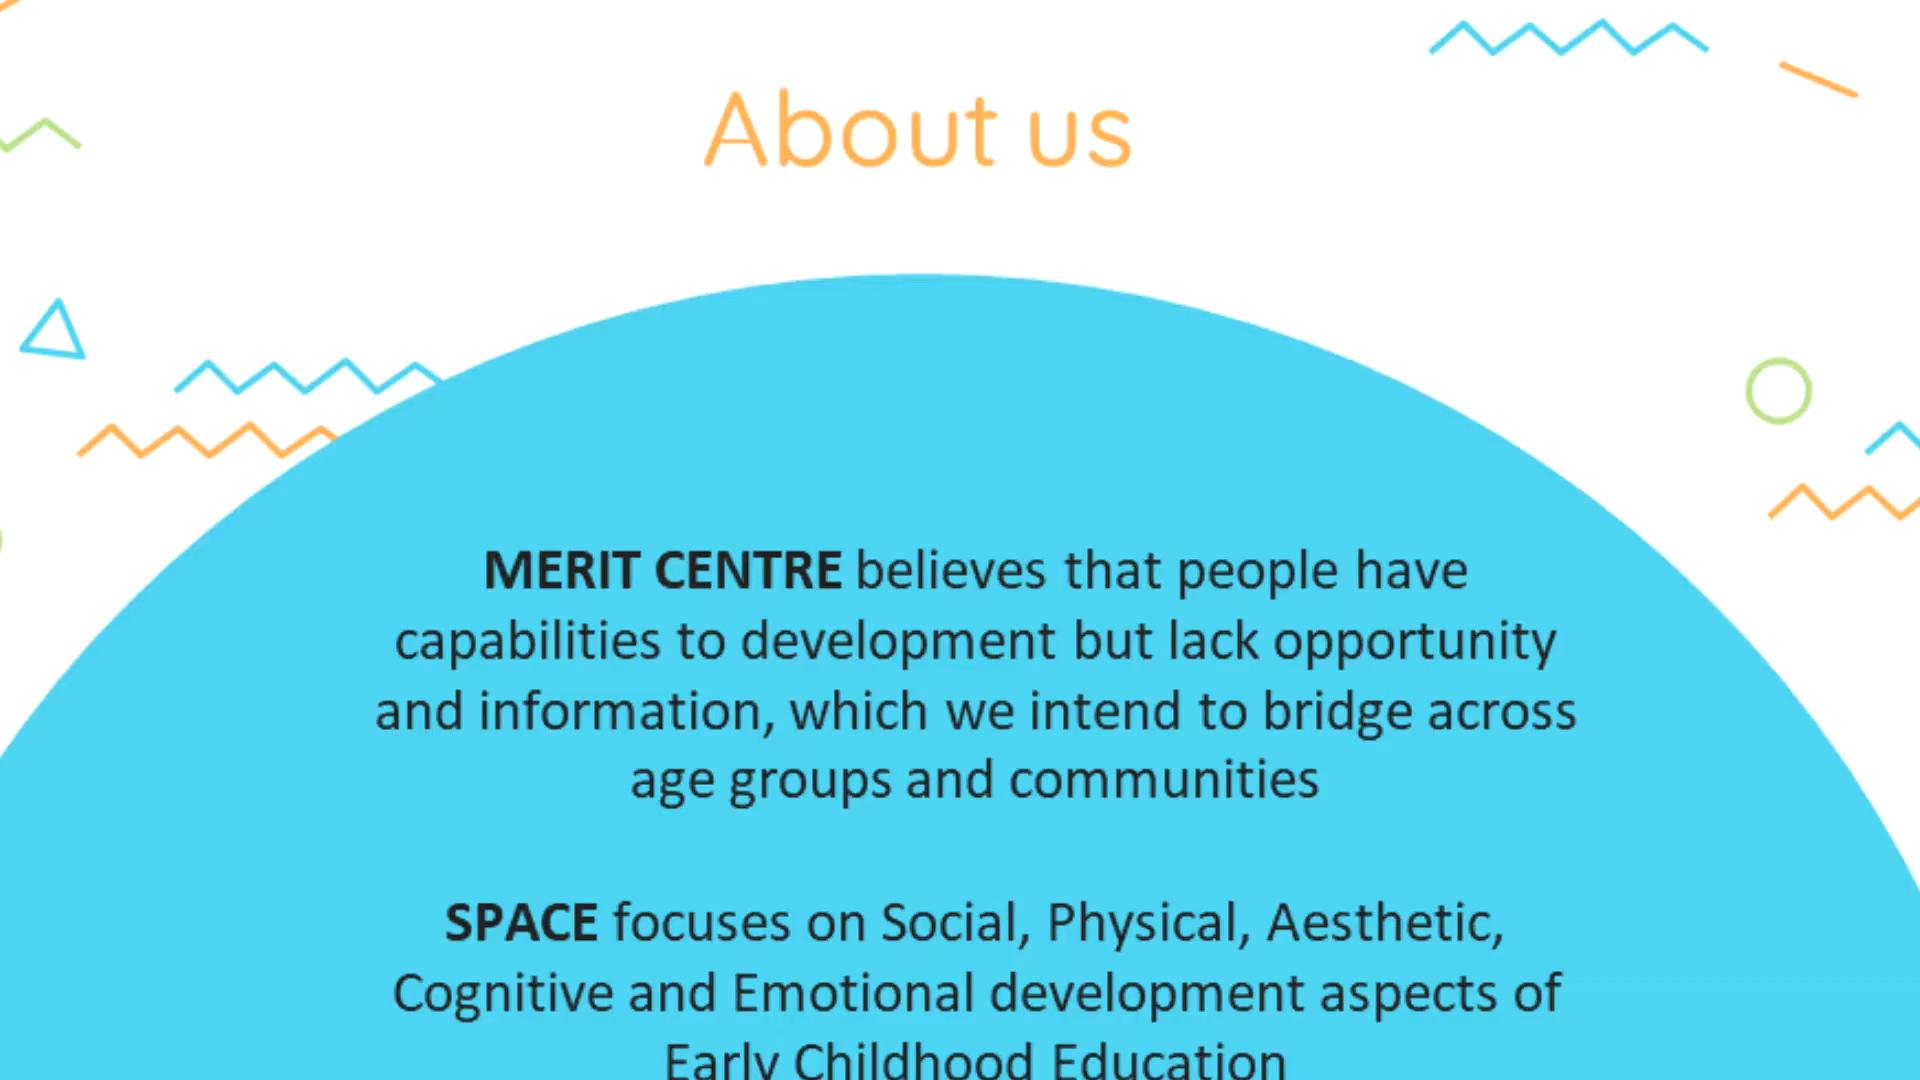 About us
MERIT CENTRE believes that people have
capabilities to development but lack opportunity
and information, which we intend to bridge across
age groups and communities
SPACE focuses on Social, Physical, Aesthetic,
Cognitive and Emotional development aspects of
Early Childhood Education